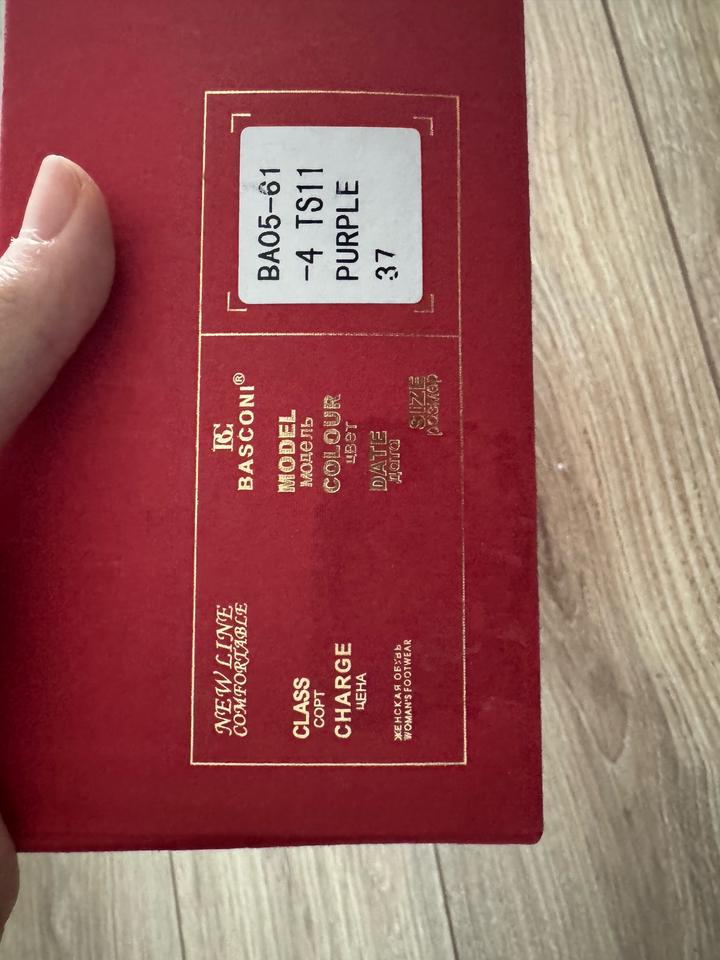 NEW LINE
COMFORTABLE
CLASS
СОРТ
CHARGE
ЦЕНА
ЖЕНСКАЯ ОБУВЬ
WOMAN'S FOOTWEAR
BASCONI®
MODEL
модель
COLOUR
цвет
DATE
дата
SIZE
размер
BA05-61
-4 TS11
PURPLE
37